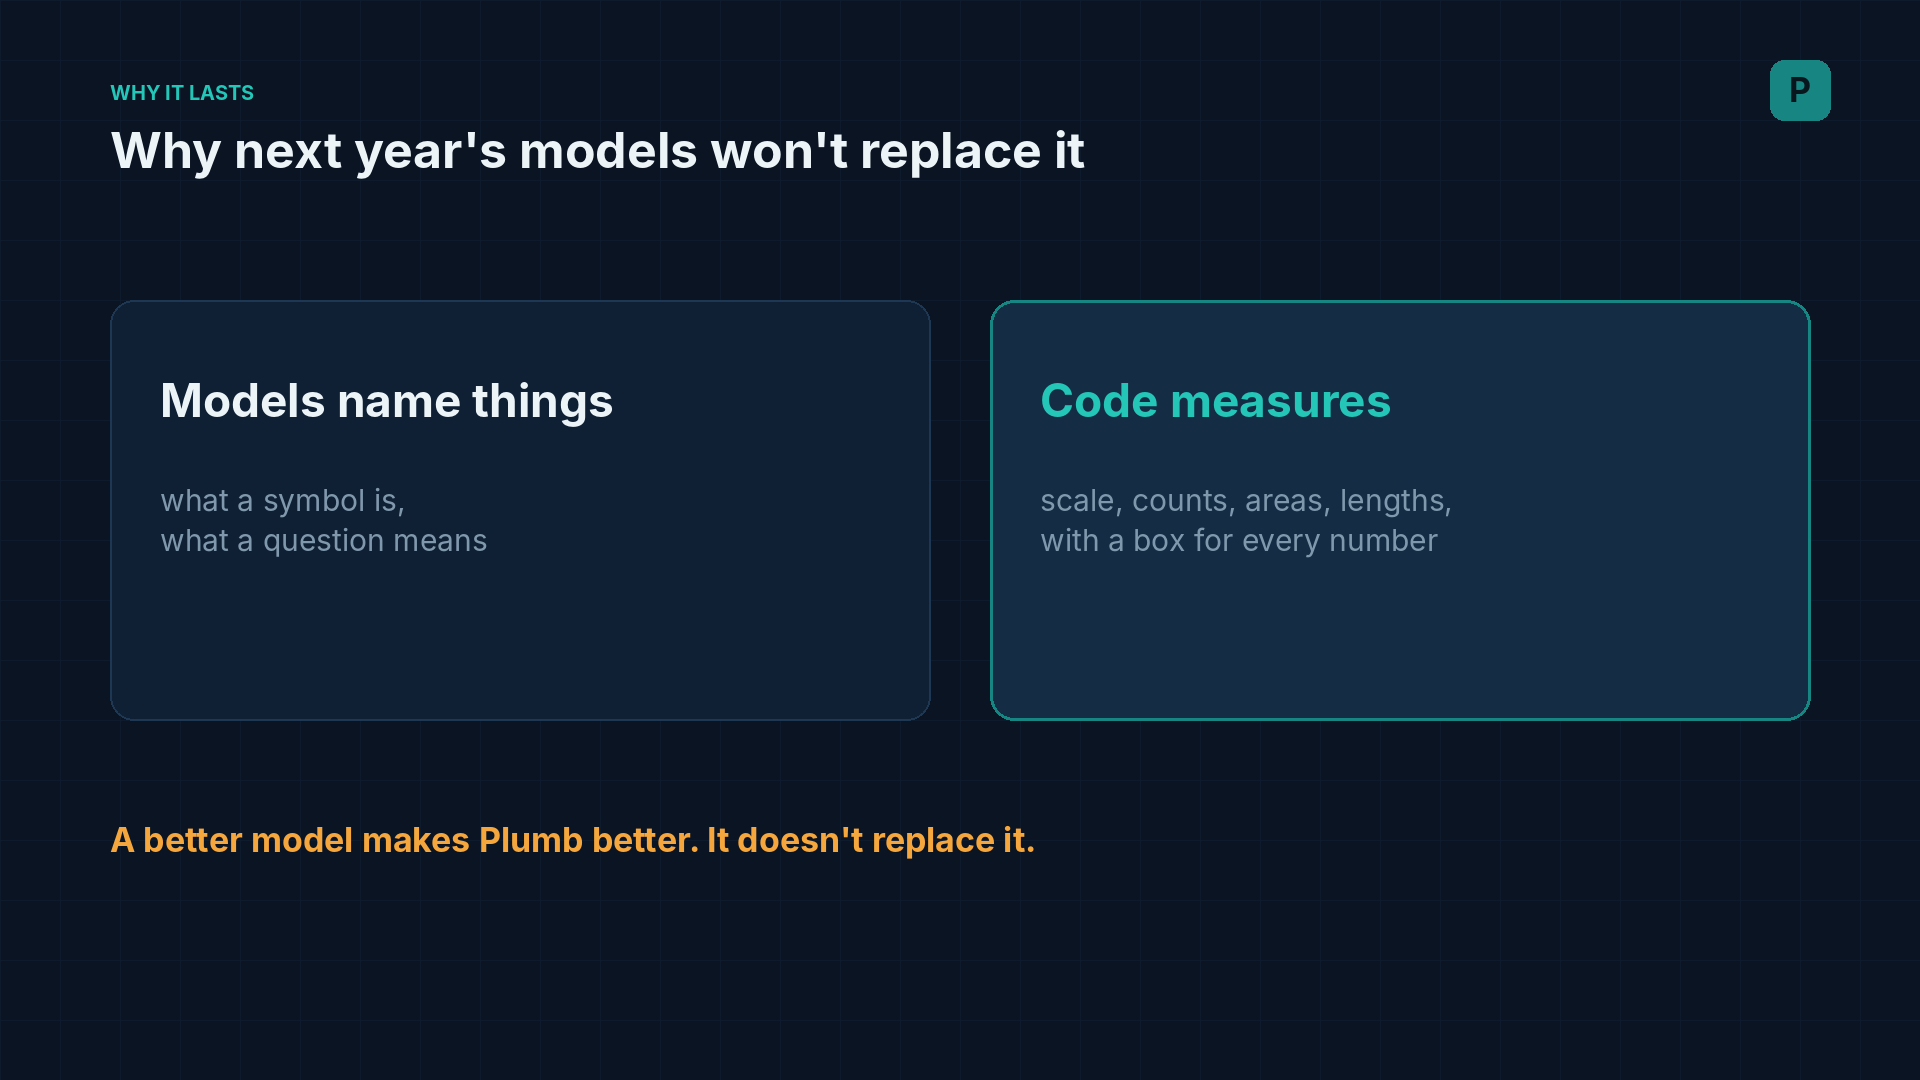 WHY IT LASTS
P
Why next year's models won't replace it
Models name things
what a symbol is,
what a question means
Code measures
scale, counts, areas, lengths,
with a box for every number
A better model makes Plumb better. It doesn't replace it.